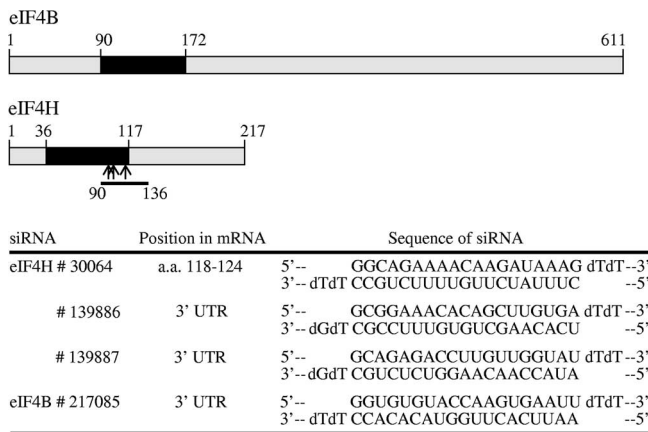 eIF4B
1 90 172 611
eIF4H
1 36 117 217
90 136
siRNA Position in mRNA Sequence of siRNA
eIF4H # 30064 a.a. 118-124 5'-- GGCAGAAAACAAGAUAAAG dTdT --3'
3'-- dTdT CCGUCUUUUGUUCUAUUUC --5'
# 139886 3' UTR 5'-- GCGGAAACACAGCUUGUGA dTdT --3'
3'-- dGdT CGCCUUUGUGUCGAACACU --5'
# 139887 3' UTR 5'-- GCAGAGACCUUGUUGGUAU dTdT --3'
3'-- dGdT CGUCUCUGGAACAACCAUA --5'
eIF4B # 217085 3' UTR 5'-- GGUGUGUACCAAGUGAAUU dTdT --3'
3'-- dTdT CCACACAUGGUUCACUUAA --5'